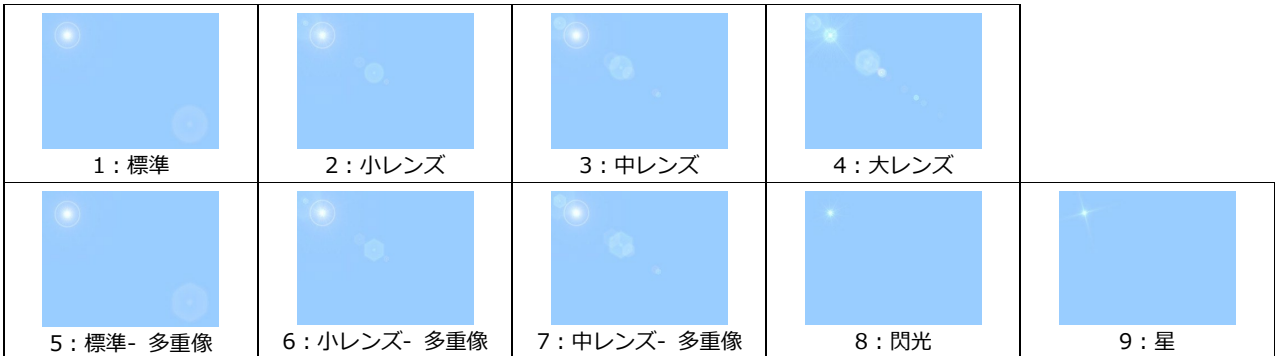 1：標準
2：小レンズ
3：中レンズ
4：大レンズ
5：標準- 多重像
6：小レンズ- 多重像
7：中レンズ- 多重像
8：閃光
9：星